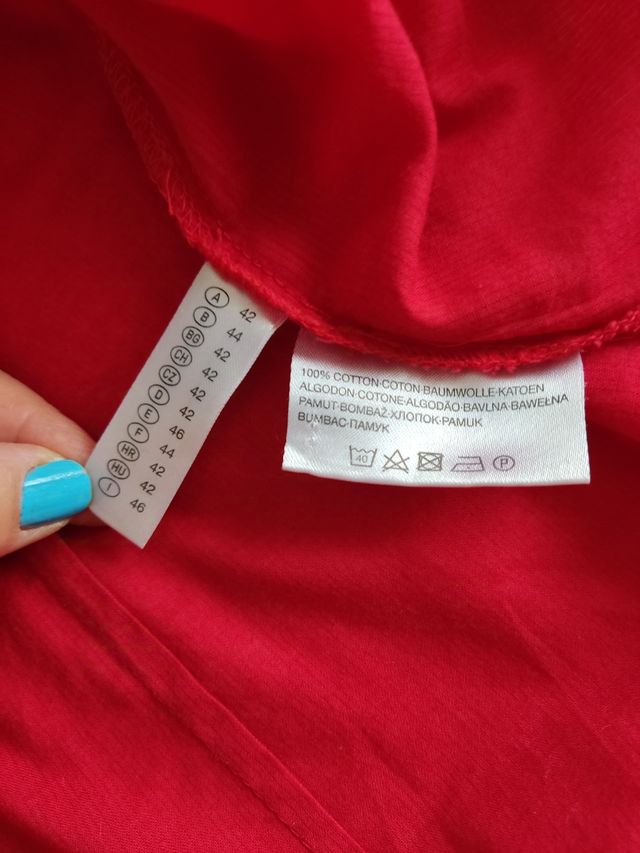 A 42
B 44
BG 42
CH 42
CZ 42
D 42
E 46
F 44
HR 42
HU 42
I 46
100% COTTON·COTON·BAUMWOLLE·KATOEN
ALGODON·COTONE·ALGODÃO·BAVLNA·BAWEŁNA
PAMUT·BOMBAŽ·ХЛОПОК·PAMUK
BUMBAC·ПАМУК
40 P